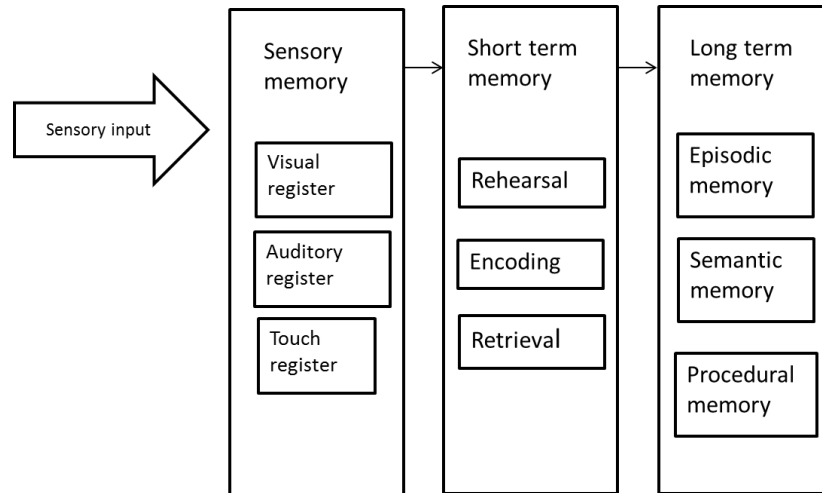 Sensory input
Sensory
memory
Visual
register
Auditory
register
Touch
register
Short term
memory
Rehearsal
Encoding
Retrieval
Long term
memory
Episodic
memory
Semantic
memory
Procedural
memory